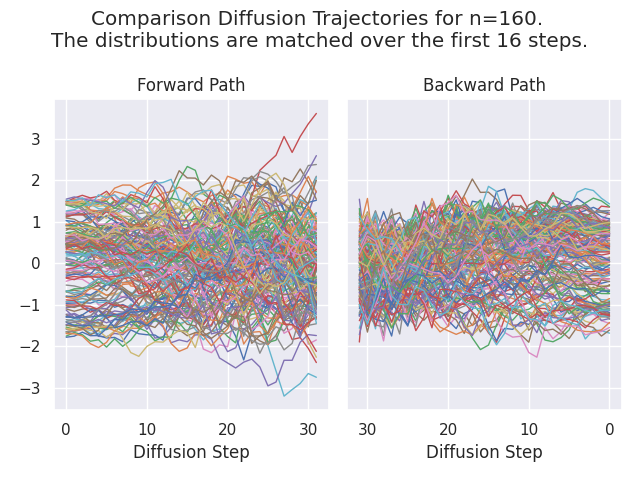 Comparison Diffusion Trajectories for n=160.
The distributions are matched over the first 16 steps.
Forward Path
Backward Path
3
2
1
0
−1
−2
−3
0 10 20 30
30 20 10 0
Diffusion Step
Diffusion Step